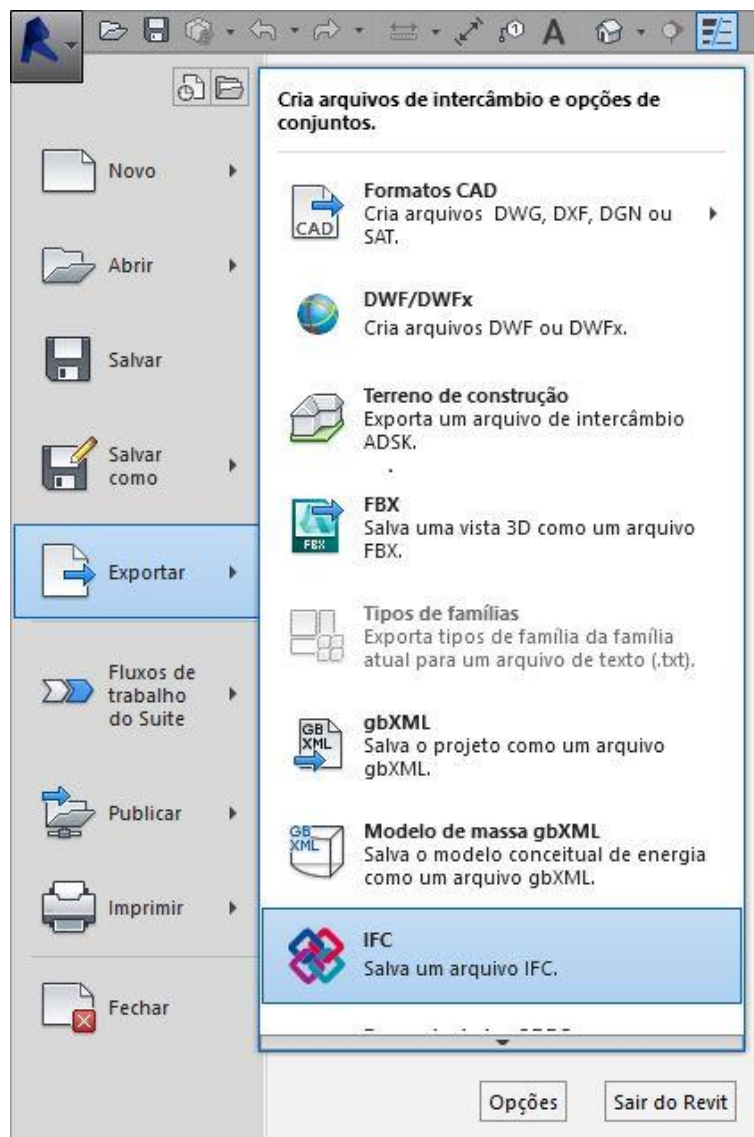 Cria arquivos de intercâmbio e opções de
conjuntos.
Novo
Abrir
Salvar
Salvar
como
Exportar
Fluxos de
trabalho
do Suite
Publicar
Imprimir
Fechar
Formatos CAD
Cria arquivos DWG, DXF, DGN ou
SAT.
CAD
DWF/DWFx
Cria arquivos DWF ou DWFx.
Terreno de construção
Exporta um arquivo de intercâmbio
ADSK.
FBX
Salva uma vista 3D como um arquivo
FBX.
FBX
Tipos de famílias
Exporta tipos de família da família
atual para um arquivo de texto (.txt).
gbXML
Salva o projeto como um arquivo
gbXML.
GB
XML
Modelo de massa gbXML
Salva o modelo conceitual de energia
como um arquivo gbXML.
GB
XML
IFC
Salva um arquivo IFC.
Opções
Sair do Revit